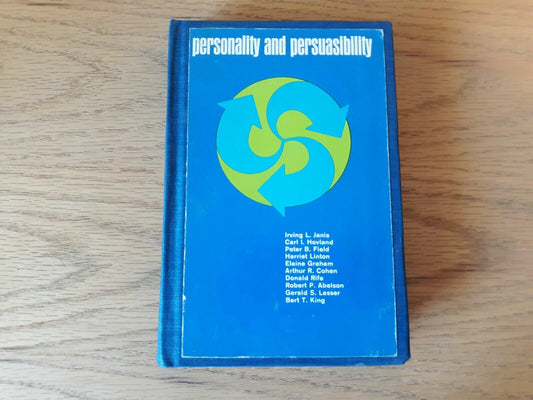 personality and persuasibility
Irving L. Janis
Carl I. Hovland
Peter B. Field
Harriet Linton
Elaine Graham
Arthur R. Cohen
Donald Rife
Robert P. Abelson
Gerald S. Lesser
Bert T. King